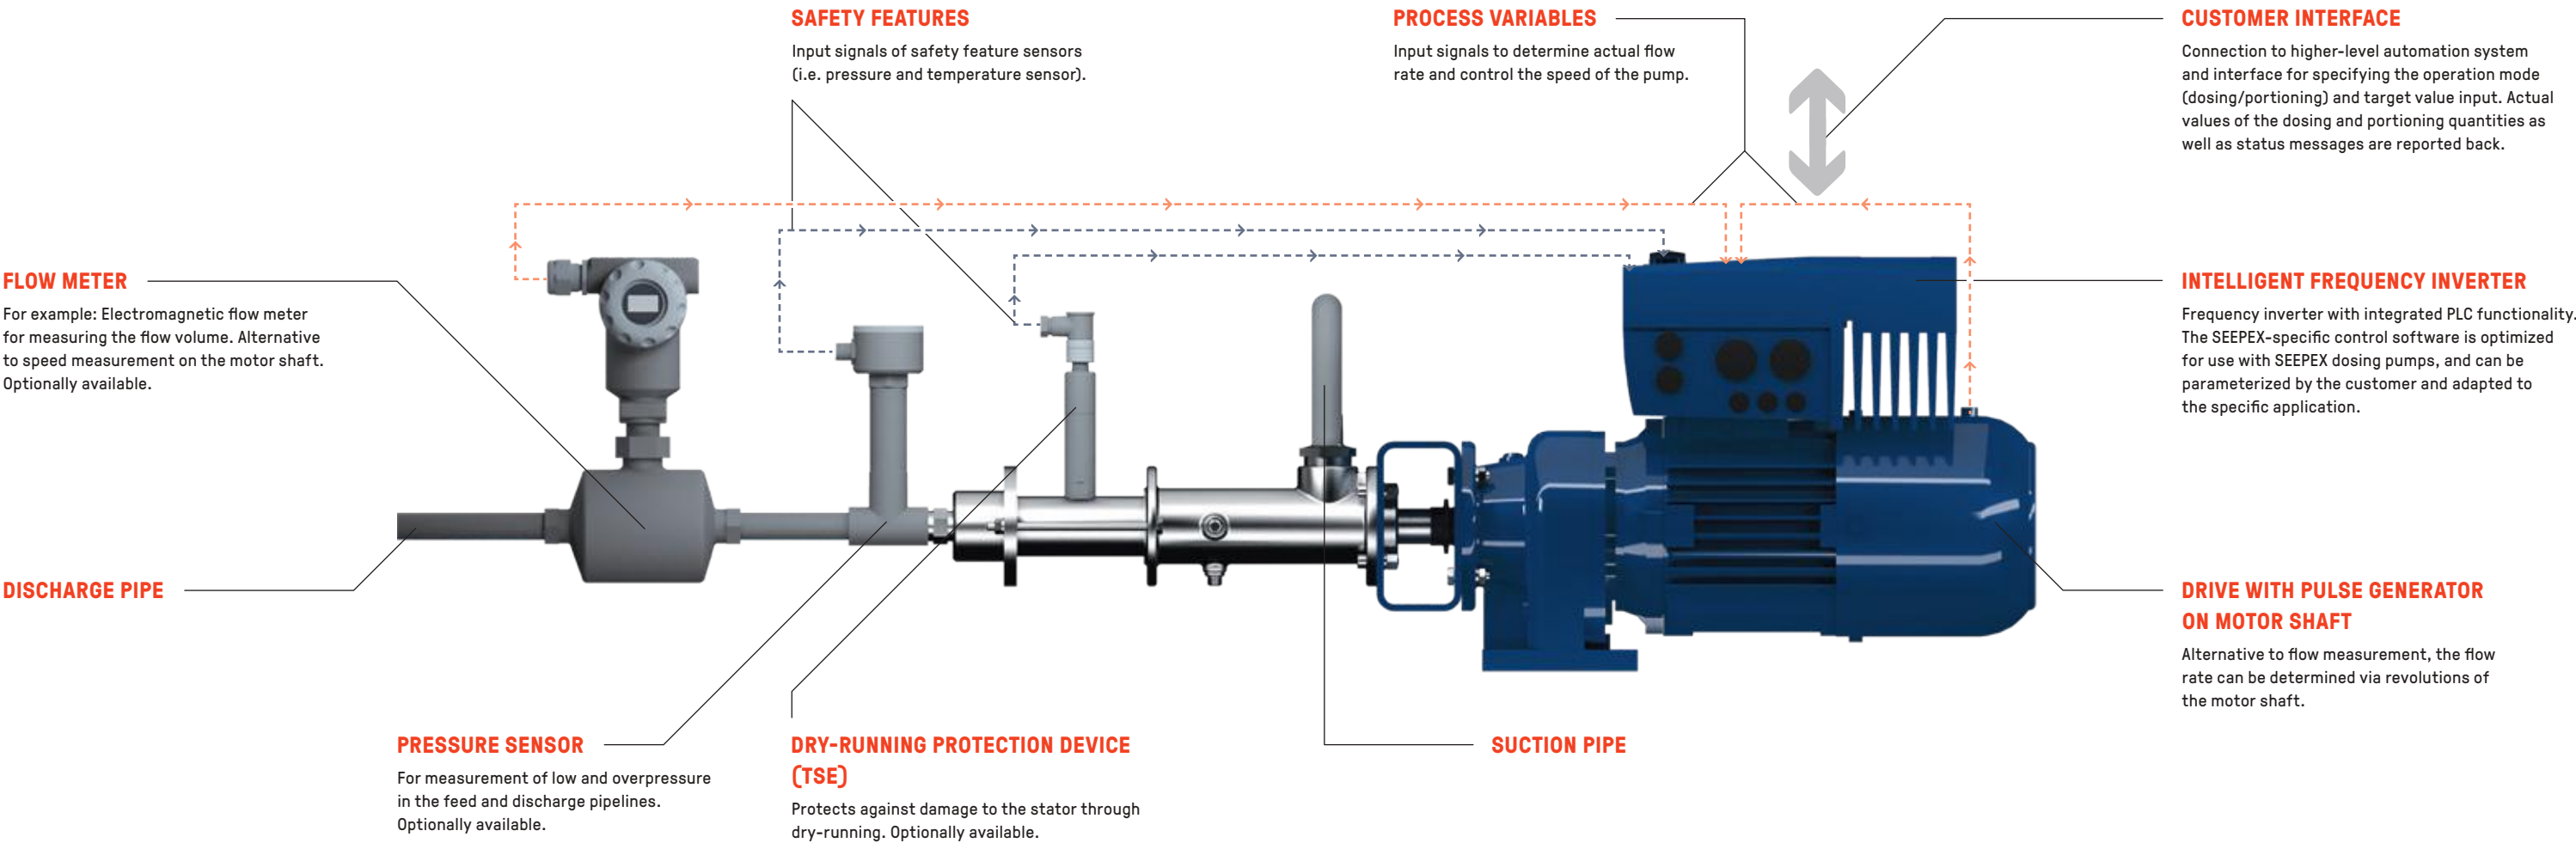 SAFETY FEATURES
Input signals of safety feature sensors
(i.e. pressure and temperature sensor).
PROCESS VARIABLES
Input signals to determine actual flow
rate and control the speed of the pump.
CUSTOMER INTERFACE
Connection to higher-level automation system
and interface for specifying the operation mode
(dosing/portioning) and target value input. Actual
values of the dosing and portioning quantities as
well as status messages are reported back.
FLOW METER
For example: Electromagnetic flow meter
for measuring the flow volume. Alternative
to speed measurement on the motor shaft.
Optionally available.
INTELLIGENT FREQUENCY INVERTER
Frequency inverter with integrated PLC functionality.
The SEEPEX-specific control software is optimized
for use with SEEPEX dosing pumps, and can be
parameterized by the customer and adapted to
the specific application.
DISCHARGE PIPE
DRIVE WITH PULSE GENERATOR
ON MOTOR SHAFT
Alternative to flow measurement, the flow
rate can be determined via revolutions of
the motor shaft.
PRESSURE SENSOR
For measurement of low and overpressure
in the feed and discharge pipelines.
Optionally available.
DRY-RUNNING PROTECTION DEVICE
(TSE)
Protects against damage to the stator through
dry-running. Optionally available.
SUCTION PIPE